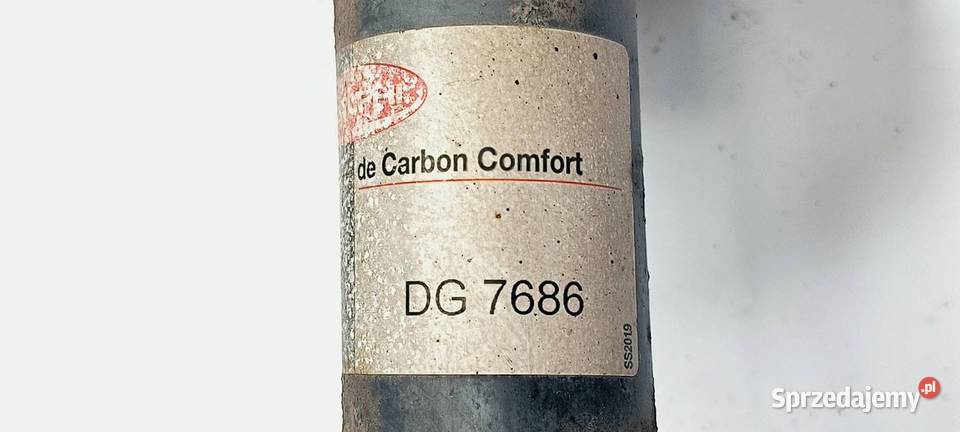 de Carbon Comfort
DG 7686
SS2019
Sprzedajemy.pl